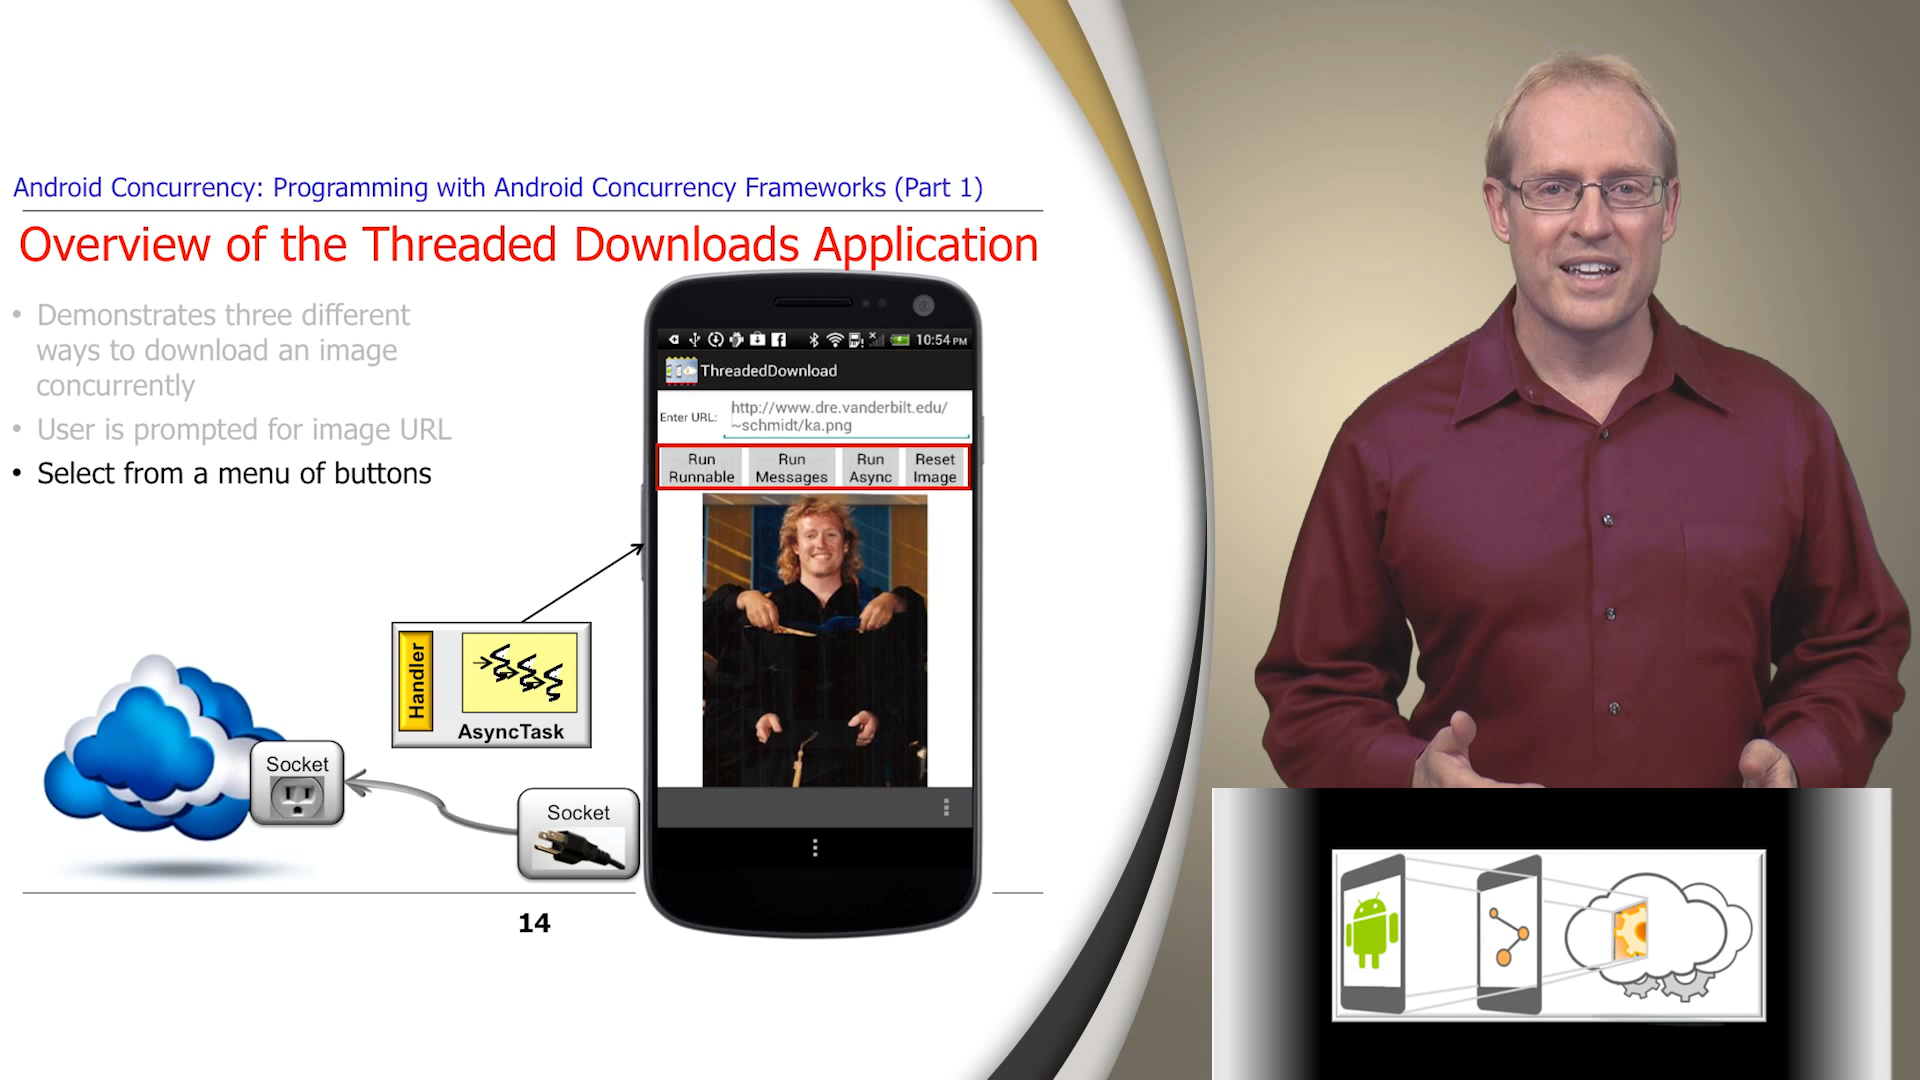 Android Concurrency: Programming with Android Concurrency Frameworks (Part 1)
Overview of the Threaded Downloads Application
• Demonstrates three different
ways to download an image
concurrently
• User is prompted for image URL
• Select from a menu of buttons
10:54 PM
ThreadedDownload
Enter URL:
http://www.dre.vanderbilt.edu/
~schmidt/ka.png
Run
Runnable
Run
Messages
Run
Async
Reset
Image
Handler
AsyncTask
Socket
Socket
14